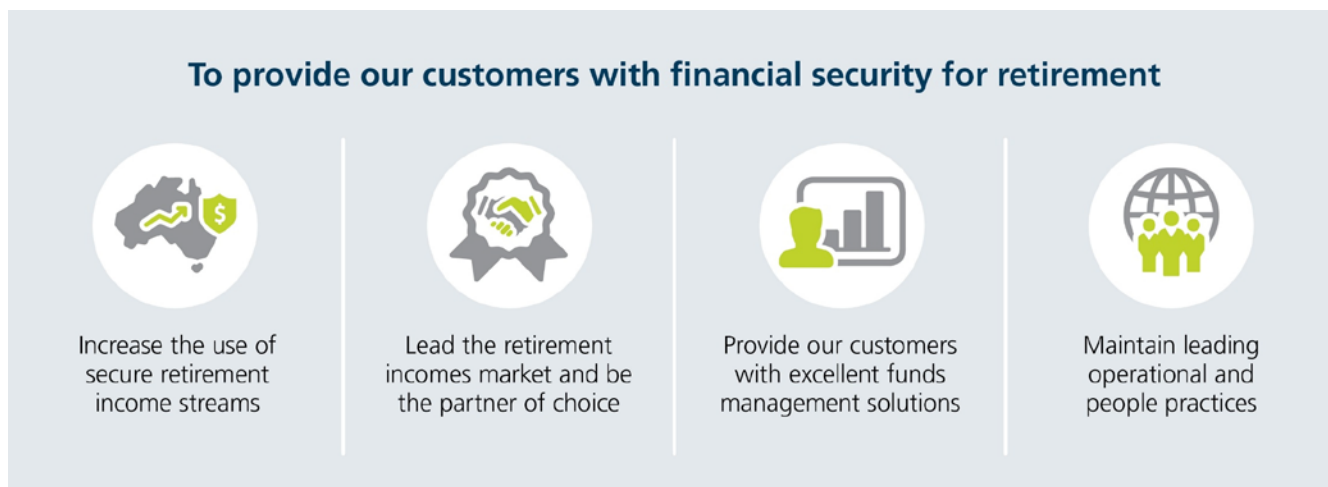 To provide our customers with financial security for retirement
$
Increase the use of
secure retirement
income streams
Lead the retirement
incomes market and be
the partner of choice
Provide our customers
with excellent funds
management solutions
Maintain leading
operational and
people practices